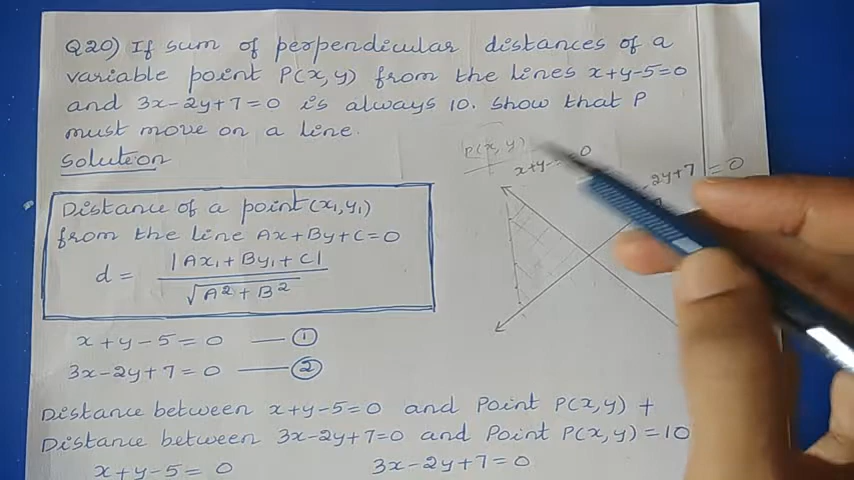 Q20) If sum of perpendicular distances of a
variable point P(x, y) from the lines x+y-5=0
and 3x-2y+7=0 is always 10. Show that P
must move on a line.
Solution
P(x, y)
x+y- =0
-2y+7 = 0
Distance of a point (x₁,y₁)
from the line Ax+By+C=0
d = |Ax₁+By₁+C| / √A²+B²
x+y-5=0 — ①
3x-2y+7=0 — ②
Distance between x+y-5=0 and Point P(x,y) +
Distance between 3x-2y+7=0 and Point P(x,y)=10
x+y-5=0 3x-2y+7=0